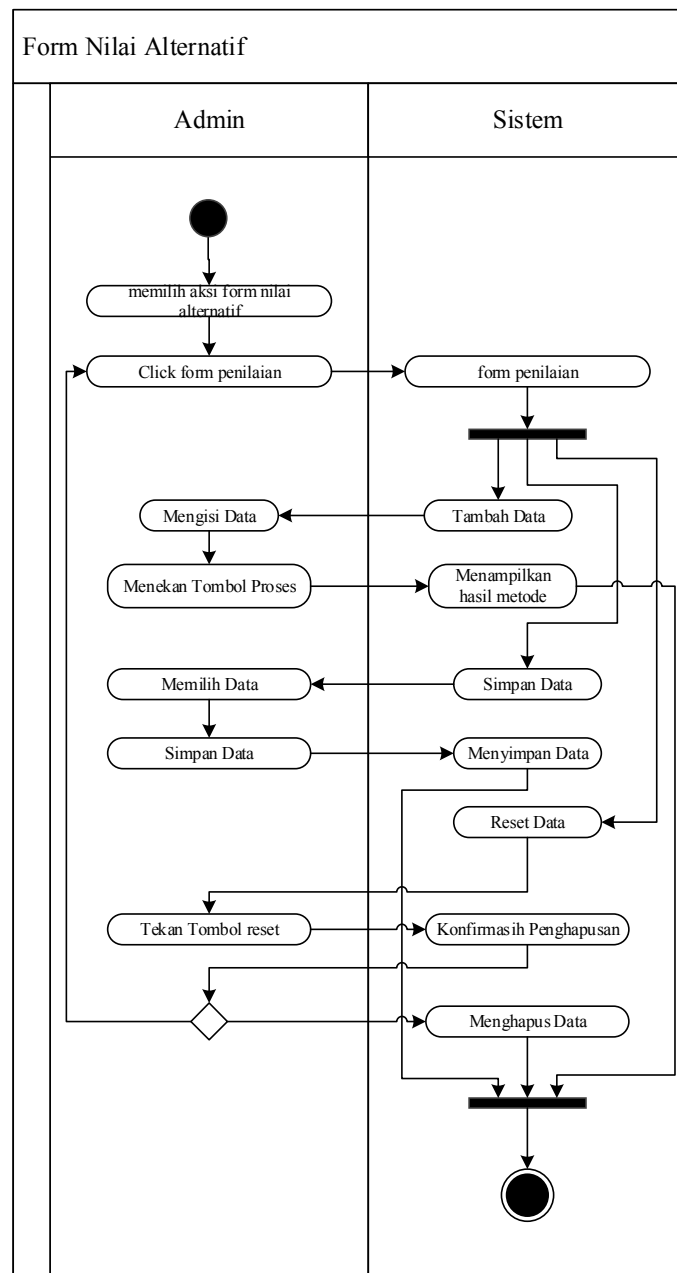 Form Nilai Alternatif
Admin
Sistem
memilih aksi form nilai
alternatif
Click form penilaian
form penilaian
Mengisi Data
Tambah Data
Menekan Tombol Proses
Menampilkan
hasil metode
Memilih Data
Simpan Data
Simpan Data
Menyimpan Data
Reset Data
Tekan Tombol reset
Konfirmasih Penghapusan
Menghapus Data